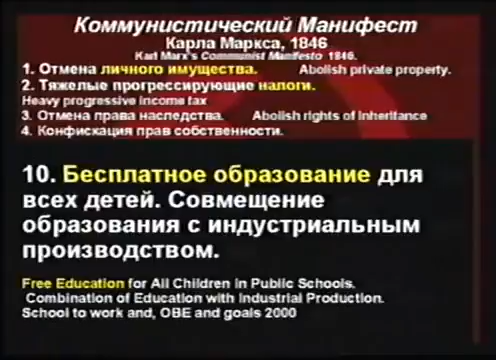 Коммунистический Манифест
Карла Маркса, 1846
Karl Marx's Communist Manifesto 1846.
1. Отмена личного имущества. Abolish private property.
2. Тяжелые прогрессирующие налоги.
Heavy progressive income tax
3. Отмена права наследства. Abolish rights of Inheritance
4. Конфискация прав собственности.
10. Бесплатное образование для
всех детей. Совмещение
образования с индустриальным
производством.
Free Education for All Children in Public Schools.
Combination of Education with Industrial Production.
School to work and, OBE and goals 2000